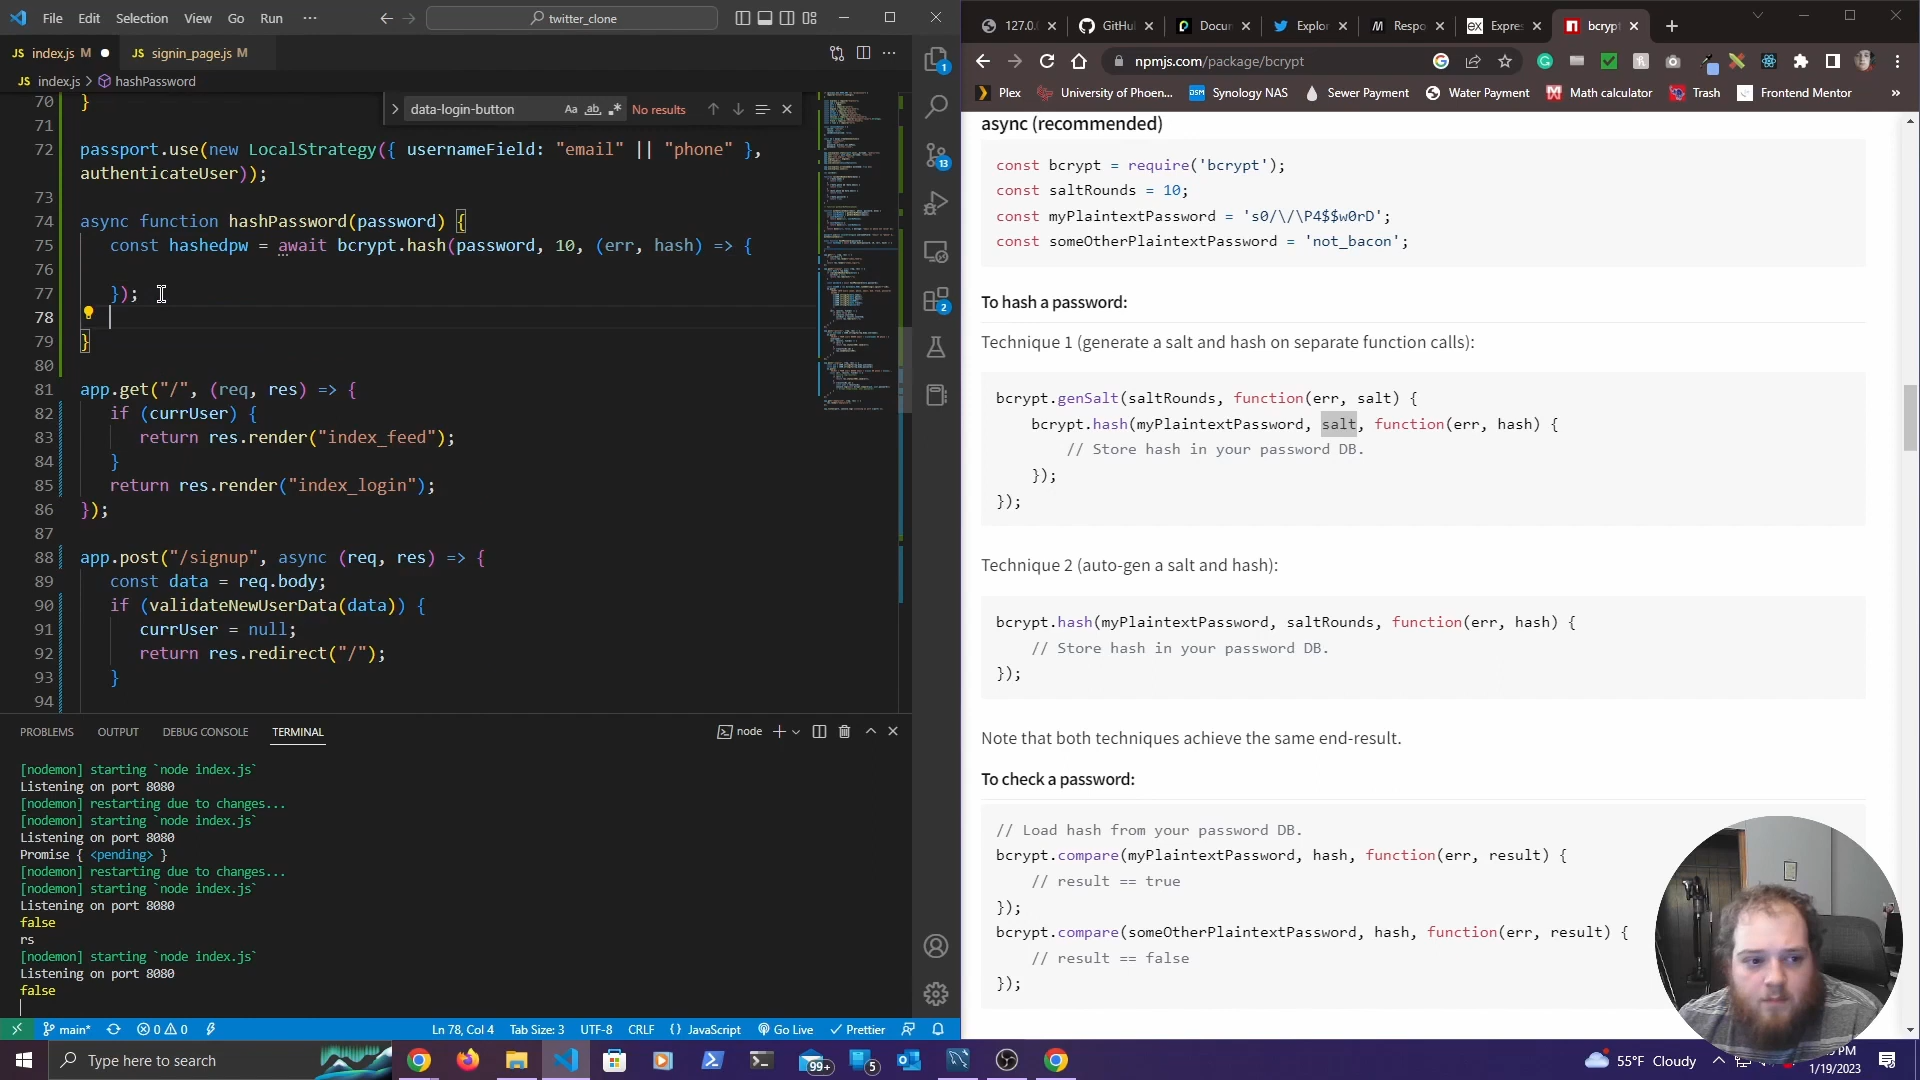 File Edit Selection View Go Run ··· twitter_clone
JS index.js M ● JS signin_page.js M
JS index.js > hashPassword
data-login-button Aa ab .* No results
70 }
71
72 passport.use(new LocalStrategy({ usernameField: "email" || "phone" },
authenticateUser));
73
74 async function hashPassword(password) {
75 const hashedpw = await bcrypt.hash(password, 10, (err, hash) => {
76
77 });
78
79 }
80
81 app.get("/", (req, res) => {
82 if (currUser) {
83 return res.render("index_feed");
84 }
85 return res.render("index_login");
86 });
87
88 app.post("/signup", async (req, res) => {
89 const data = req.body;
90 if (validateNewUserData(data)) {
91 currUser = null;
92 return res.redirect("/");
93 }
94
1
13
2
PROBLEMS OUTPUT DEBUG CONSOLE TERMINAL node
[nodemon] starting `node index.js`
Listening on port 8080
[nodemon] restarting due to changes...
[nodemon] starting `node index.js`
Listening on port 8080
Promise { <pending> }
[nodemon] restarting due to changes...
[nodemon] starting `node index.js`
Listening on port 8080
false
rs
[nodemon] starting `node index.js`
Listening on port 8080
false
main* 0 0 Ln 78, Col 4 Tab Size: 3 UTF-8 CRLF {} JavaScript Go Live Prettier
127.0. GitHu Docum Explor M Respo ex Expres bcryp
npmjs.com/package/bcrypt
Plex University of Phoen... DSM Synology NAS Sewer Payment Water Payment Math calculator Trash Frontend Mentor »
async (recommended)
const bcrypt = require('bcrypt');
const saltRounds = 10;
const myPlaintextPassword = 's0/\/\P4$$w0rD';
const someOtherPlaintextPassword = 'not_bacon';
To hash a password:
Technique 1 (generate a salt and hash on separate function calls):
bcrypt.genSalt(saltRounds, function(err, salt) {
bcrypt.hash(myPlaintextPassword, salt, function(err, hash) {
// Store hash in your password DB.
});
});
Technique 2 (auto-gen a salt and hash):
bcrypt.hash(myPlaintextPassword, saltRounds, function(err, hash) {
// Store hash in your password DB.
});
Note that both techniques achieve the same end-result.
To check a password:
// Load hash from your password DB.
bcrypt.compare(myPlaintextPassword, hash, function(err, result) {
// result == true
});
bcrypt.compare(someOtherPlaintextPassword, hash, function(err, result) {
// result == false
});
Type here to search 99+ 5 55°F Cloudy PM
1/19/2023